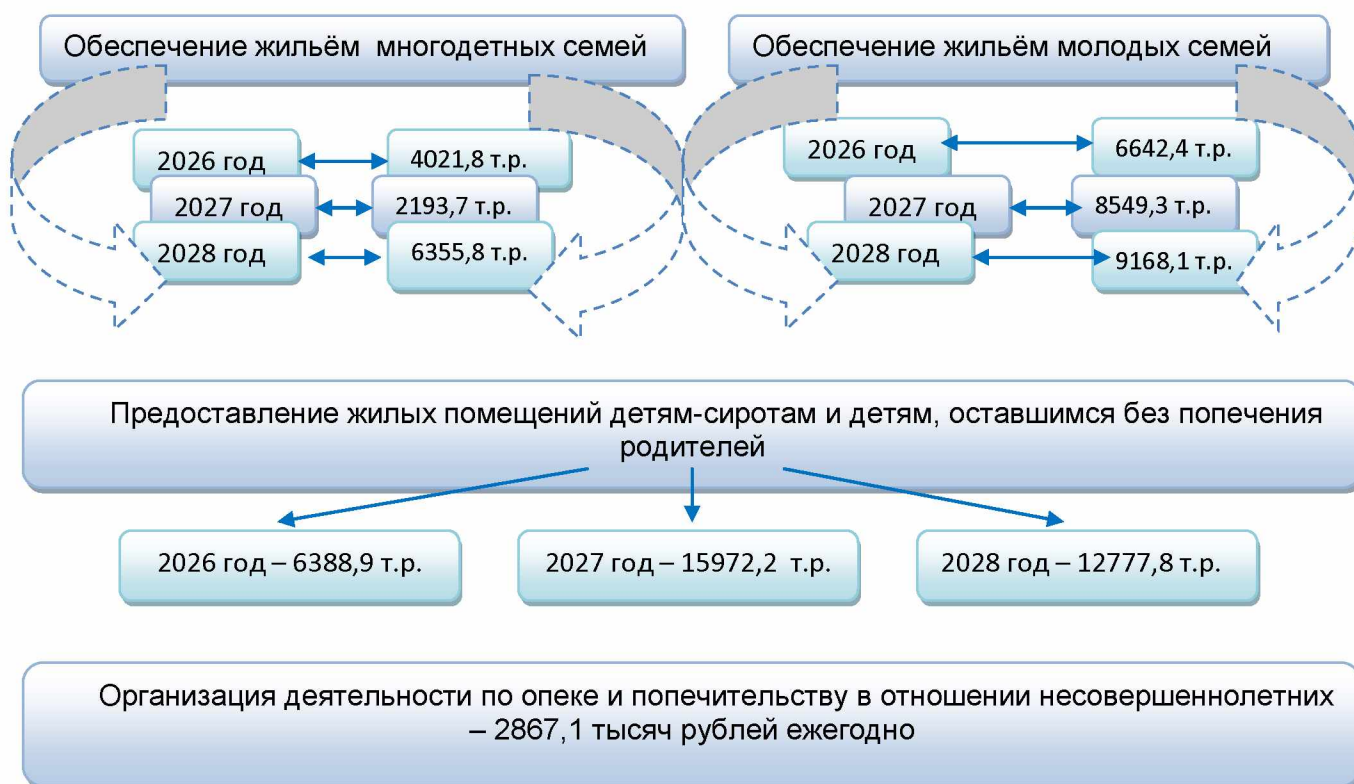 Обеспечение жильём многодетных семей
2026 год
4021,8 т.р.
2027 год
2193,7 т.р.
2028 год
6355,8 т.р.
Обеспечение жильём молодых семей
2026 год
6642,4 т.р.
2027 год
8549,3 т.р.
2028 год
9168,1 т.р.
Предоставление жилых помещений детям-сиротам и детям, оставшимся без попечения
родителей
2026 год – 6388,9 т.р.
2027 год – 15972,2 т.р.
2028 год – 12777,8 т.р.
Организация деятельности по опеке и попечительству в отношении несовершеннолетних
– 2867,1 тысяч рублей ежегодно